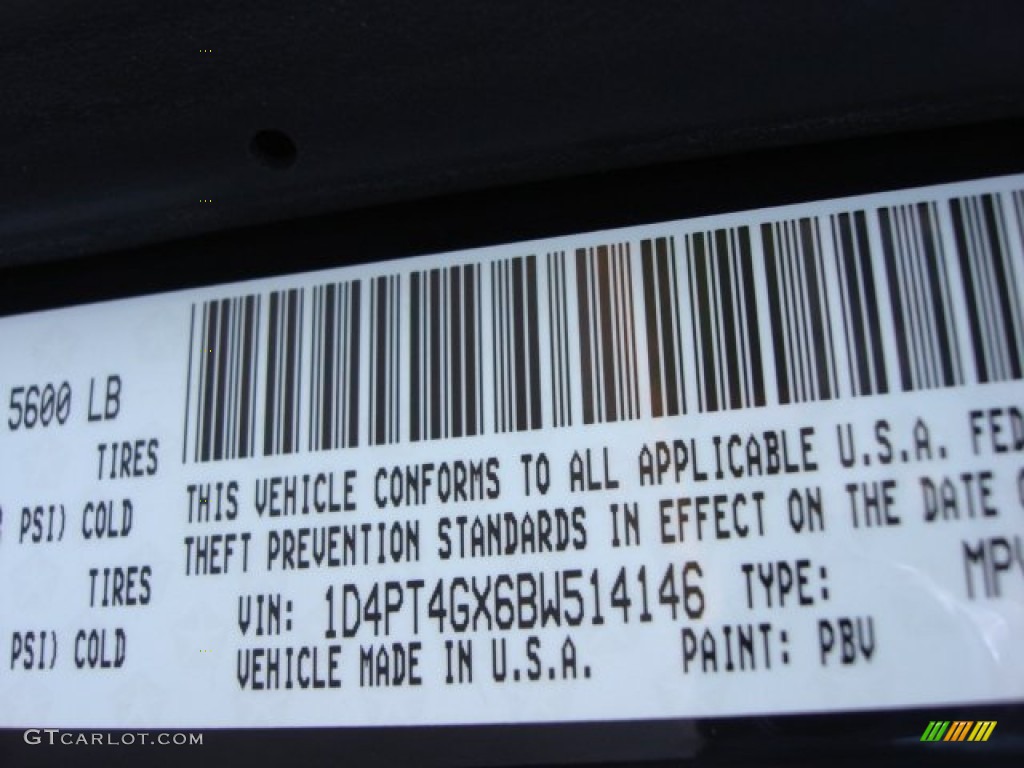 5600 LB
TIRES
PSI) COLD
TIRES
PSI) COLD
THIS VEHICLE CONFORMS TO ALL APPLICABLE U.S.A. FED
THEFT PREVENTION STANDARDS IN EFFECT ON THE DATE
VIN: 1D4PT4GX6BW514146 TYPE: MPV
VEHICLE MADE IN U.S.A. PAINT: PBV
GTCARLOT.COM